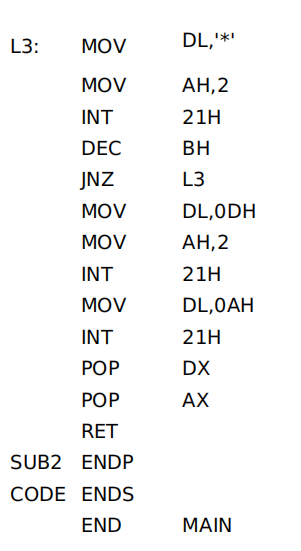 L3: MOV DL,'*'
MOV AH,2
INT 21H
DEC BH
JNZ L3
MOV DL,0DH
MOV AH,2
INT 21H
MOV DL,0AH
INT 21H
POP DX
POP AX
RET
SUB2 ENDP
CODE ENDS
END MAIN